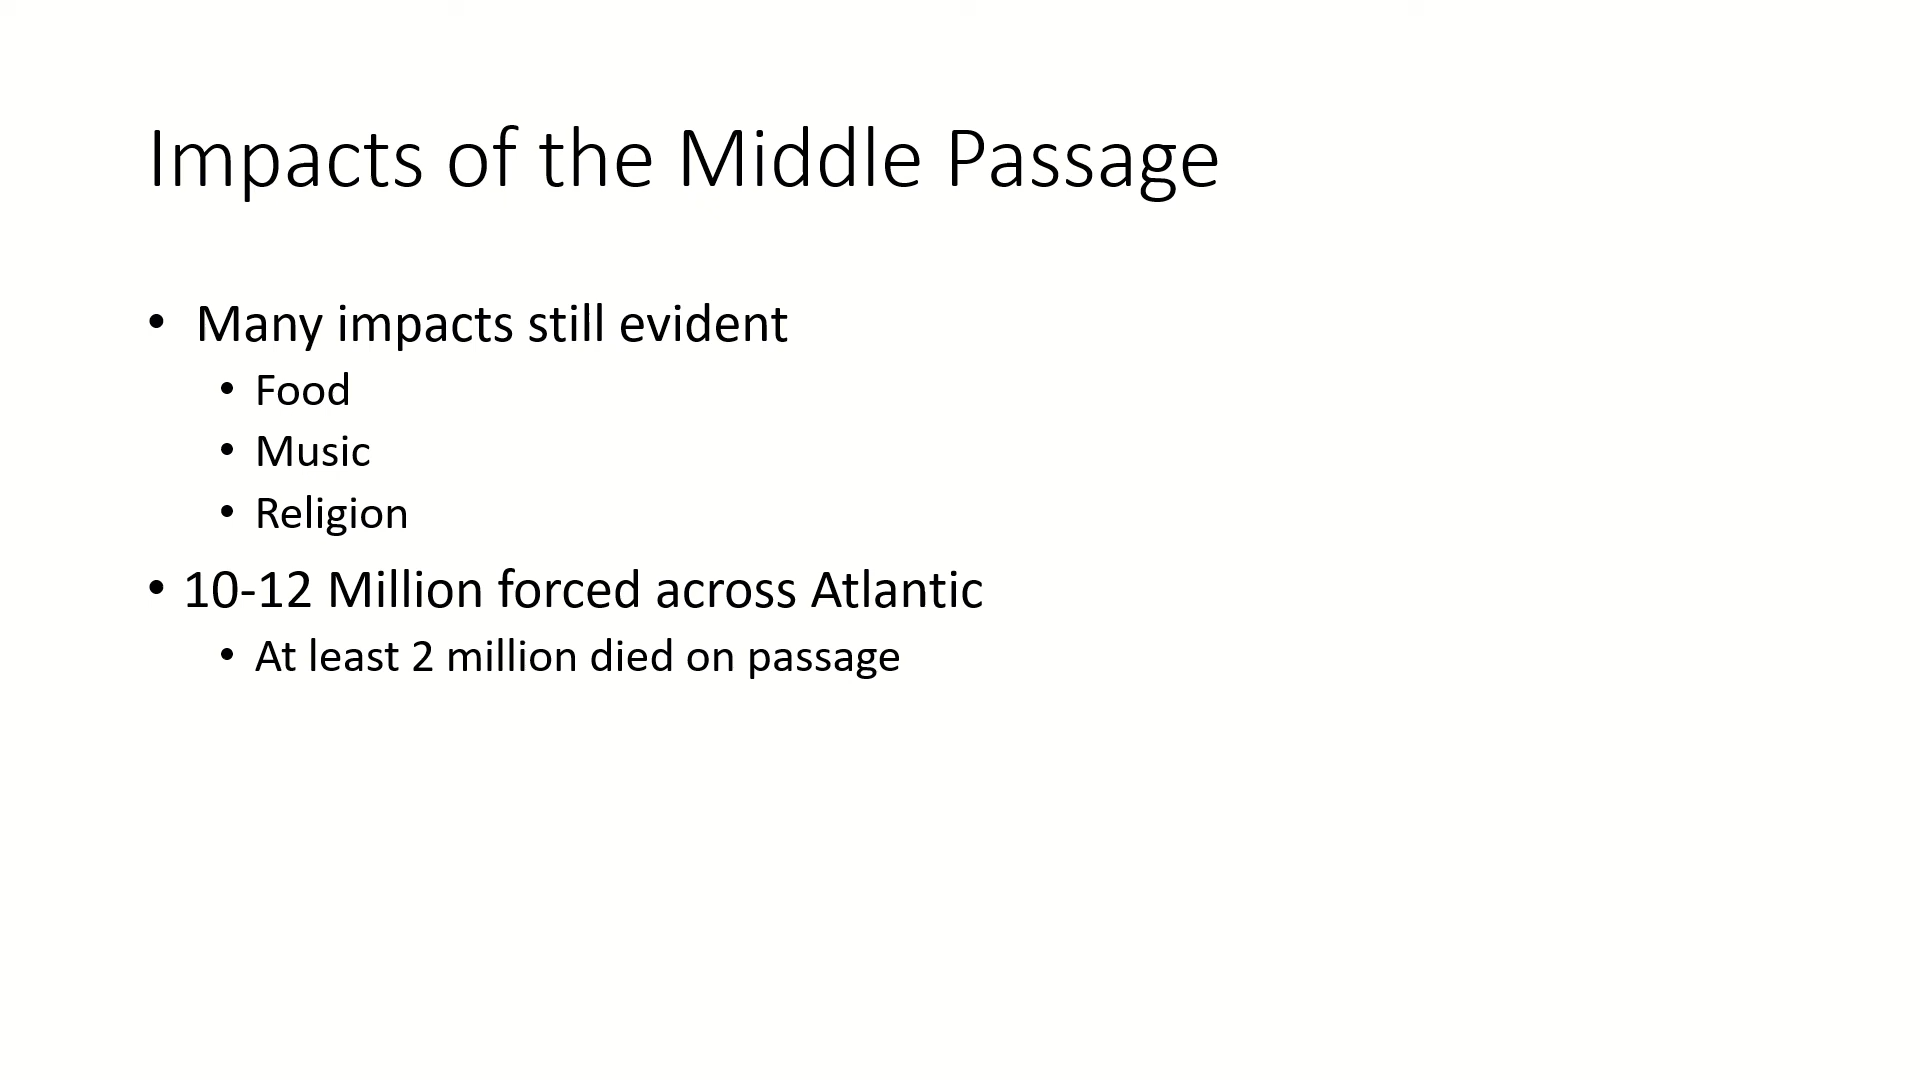 Impacts of the Middle Passage
• Many impacts still evident
• Food
• Music
• Religion
• 10-12 Million forced across Atlantic
• At least 2 million died on passage